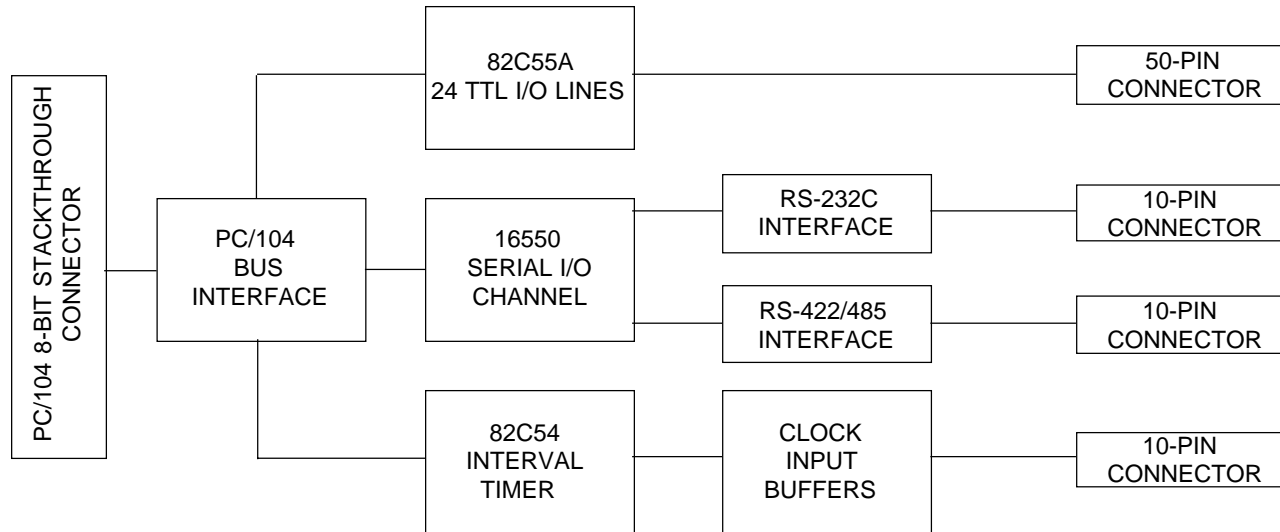 PC/104 8-BIT STACKTHROUGH
CONNECTOR
PC/104
BUS
INTERFACE
82C55A
24 TTL I/O LINES
50-PIN
CONNECTOR
16550
SERIAL I/O
CHANNEL
RS-232C
INTERFACE
10-PIN
CONNECTOR
RS-422/485
INTERFACE
10-PIN
CONNECTOR
82C54
INTERVAL
TIMER
CLOCK
INPUT
BUFFERS
10-PIN
CONNECTOR